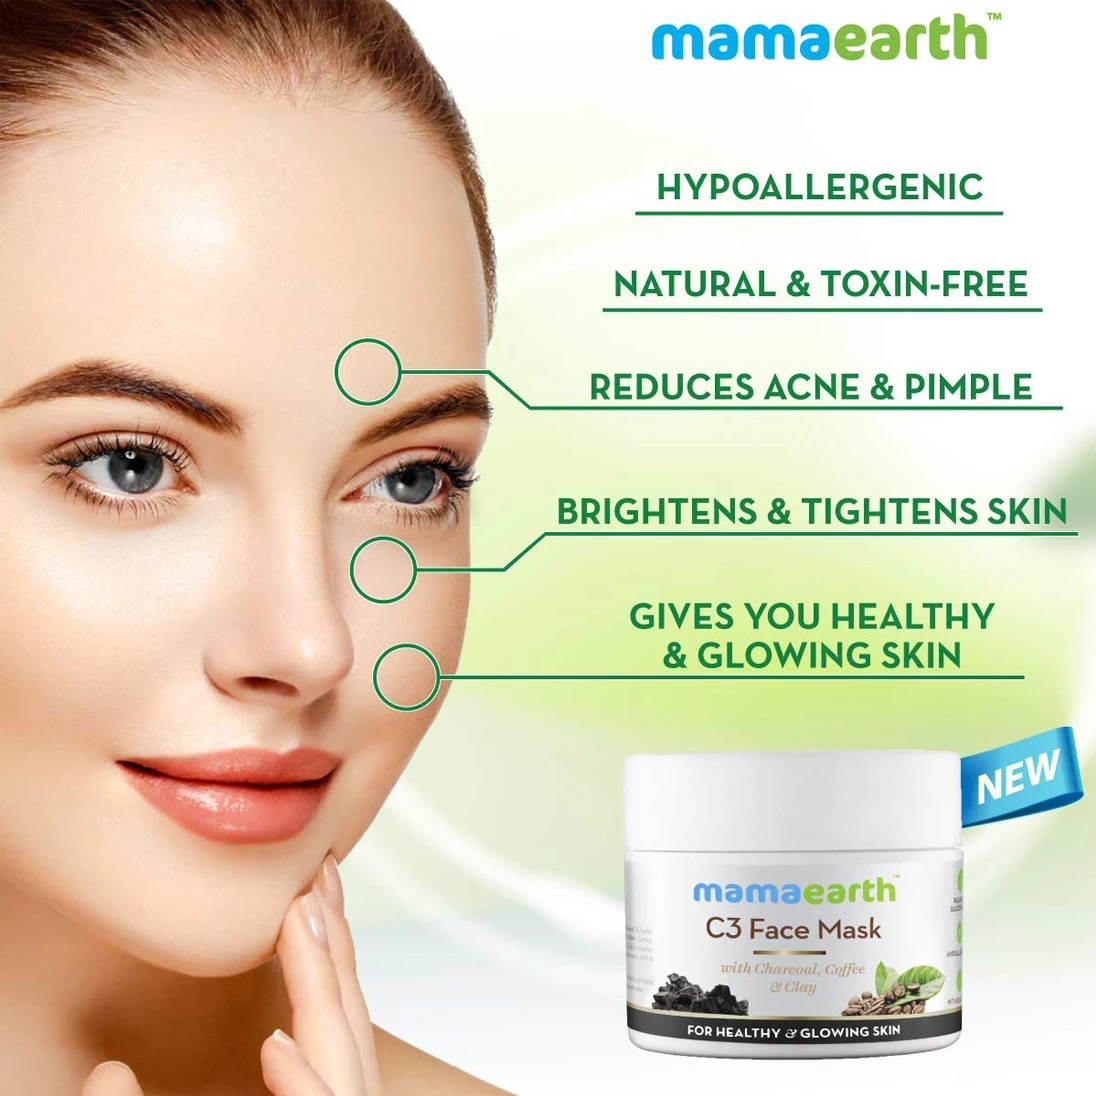 mamaearth™
HYPOALLERGENIC
NATURAL & TOXIN-FREE
REDUCES ACNE & PIMPLE
BRIGHTENS & TIGHTENS SKIN
GIVES YOU HEALTHY
& GLOWING SKIN
NEW
mamaearth™
C3 Face Mask
with Charcoal, Coffee
& Clay
FOR HEALTHY & GLOWING SKIN